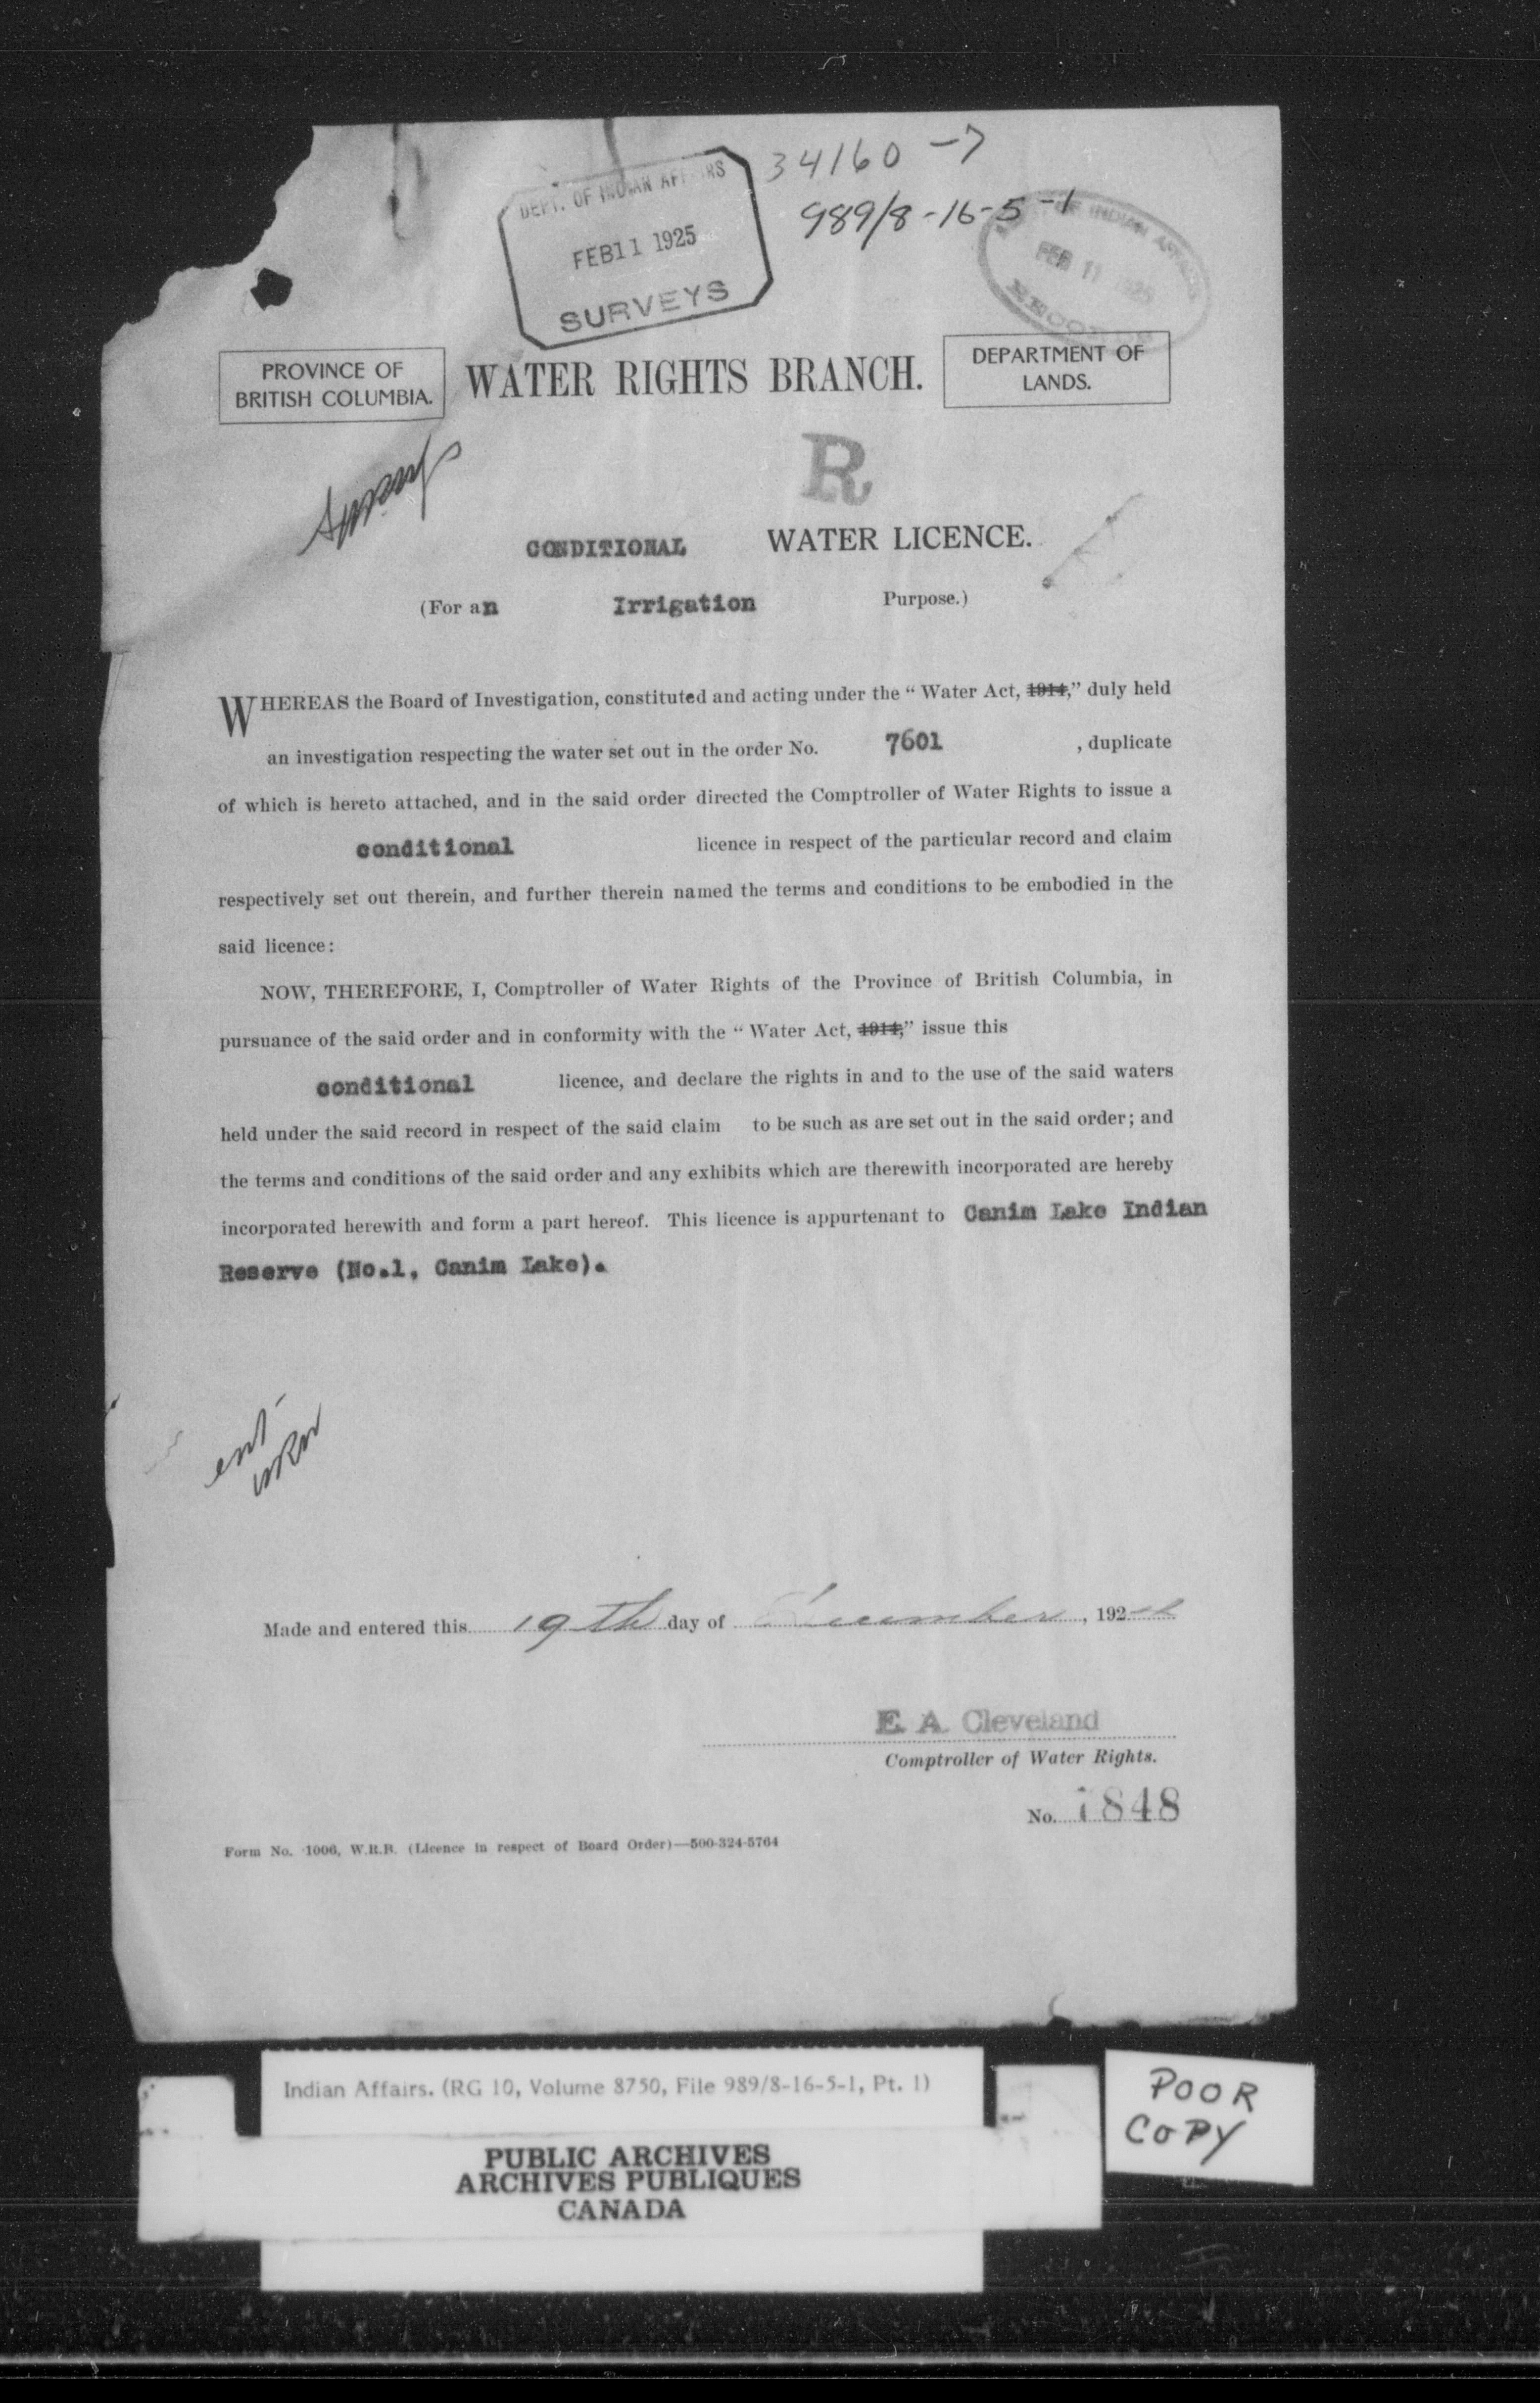 34160-7
989/8-16-5-1
DEPT. OF INDIAN AFFAIRS
FEB 11 1925
SURVEYS
OF INDIAN AFFAIRS
FEB 11 25
PROVINCE OF
BRITISH COLUMBIA.
WATER RIGHTS BRANCH.
DEPARTMENT OF
LANDS.
R
Surveys
CONDITIONAL WATER LICENCE.
(For an Irrigation Purpose.)
WHEREAS the Board of Investigation, constituted and acting under the “ Water Act, 1914,” duly held
an investigation respecting the water set out in the order No. 7601 , duplicate
of which is hereto attached, and in the said order directed the Comptroller of Water Rights to issue a
conditional licence in respect of the particular record and claim
respectively set out therein, and further therein named the terms and conditions to be embodied in the
said licence:
NOW, THEREFORE, I, Comptroller of Water Rights of the Province of British Columbia, in
pursuance of the said order and in conformity with the “ Water Act, 1914,” issue this
conditional licence, and declare the rights in and to the use of the said waters
held under the said record in respect of the said claim to be such as are set out in the said order; and
the terms and conditions of the said order and any exhibits which are therewith incorporated are hereby
incorporated herewith and form a part hereof. This licence is appurtenant to Canim Lake Indian
Reserve (No.1, Canim Lake).
Made and entered this 19th day of December, 192
E. A. Cleveland
Comptroller of Water Rights.
No. 7848
Form No. 1006, W.R.B. (Licence in respect of Board Order)—500-324-5764
Indian Affairs. (RG 10, Volume 8750, File 989/8-16-5-1, Pt. 1)
PUBLIC ARCHIVES
ARCHIVES PUBLIQUES
CANADA
POOR
COPY